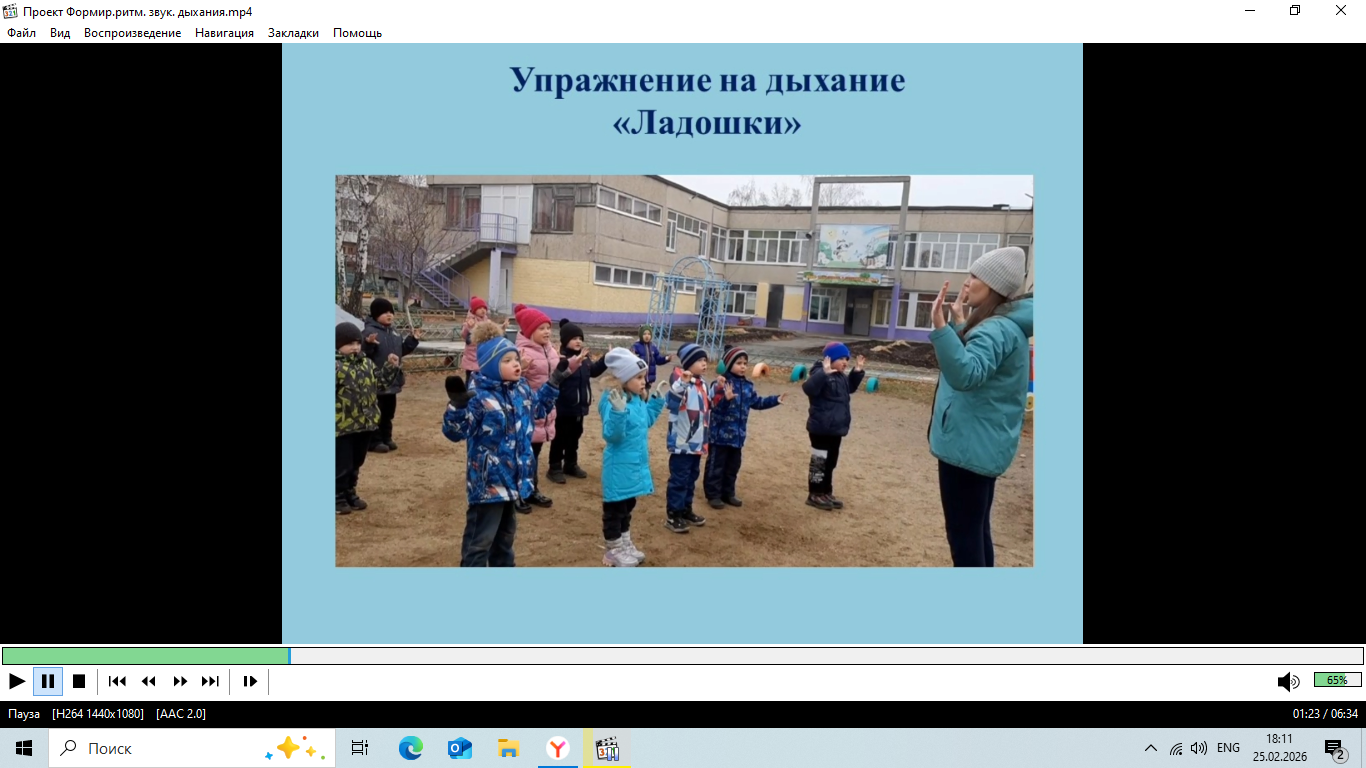 Проект Формир.ритм. звук. дыхания.mp4
Файл Вид Воспроизведение Навигация Закладки Помощь
Упражнение на дыхание
«Ладошки»
65%
Пауза [H264 1440x1080] [AAC 2.0] 01:23 / 06:34
Поиск
ENG
18:11
25.02.2026
2